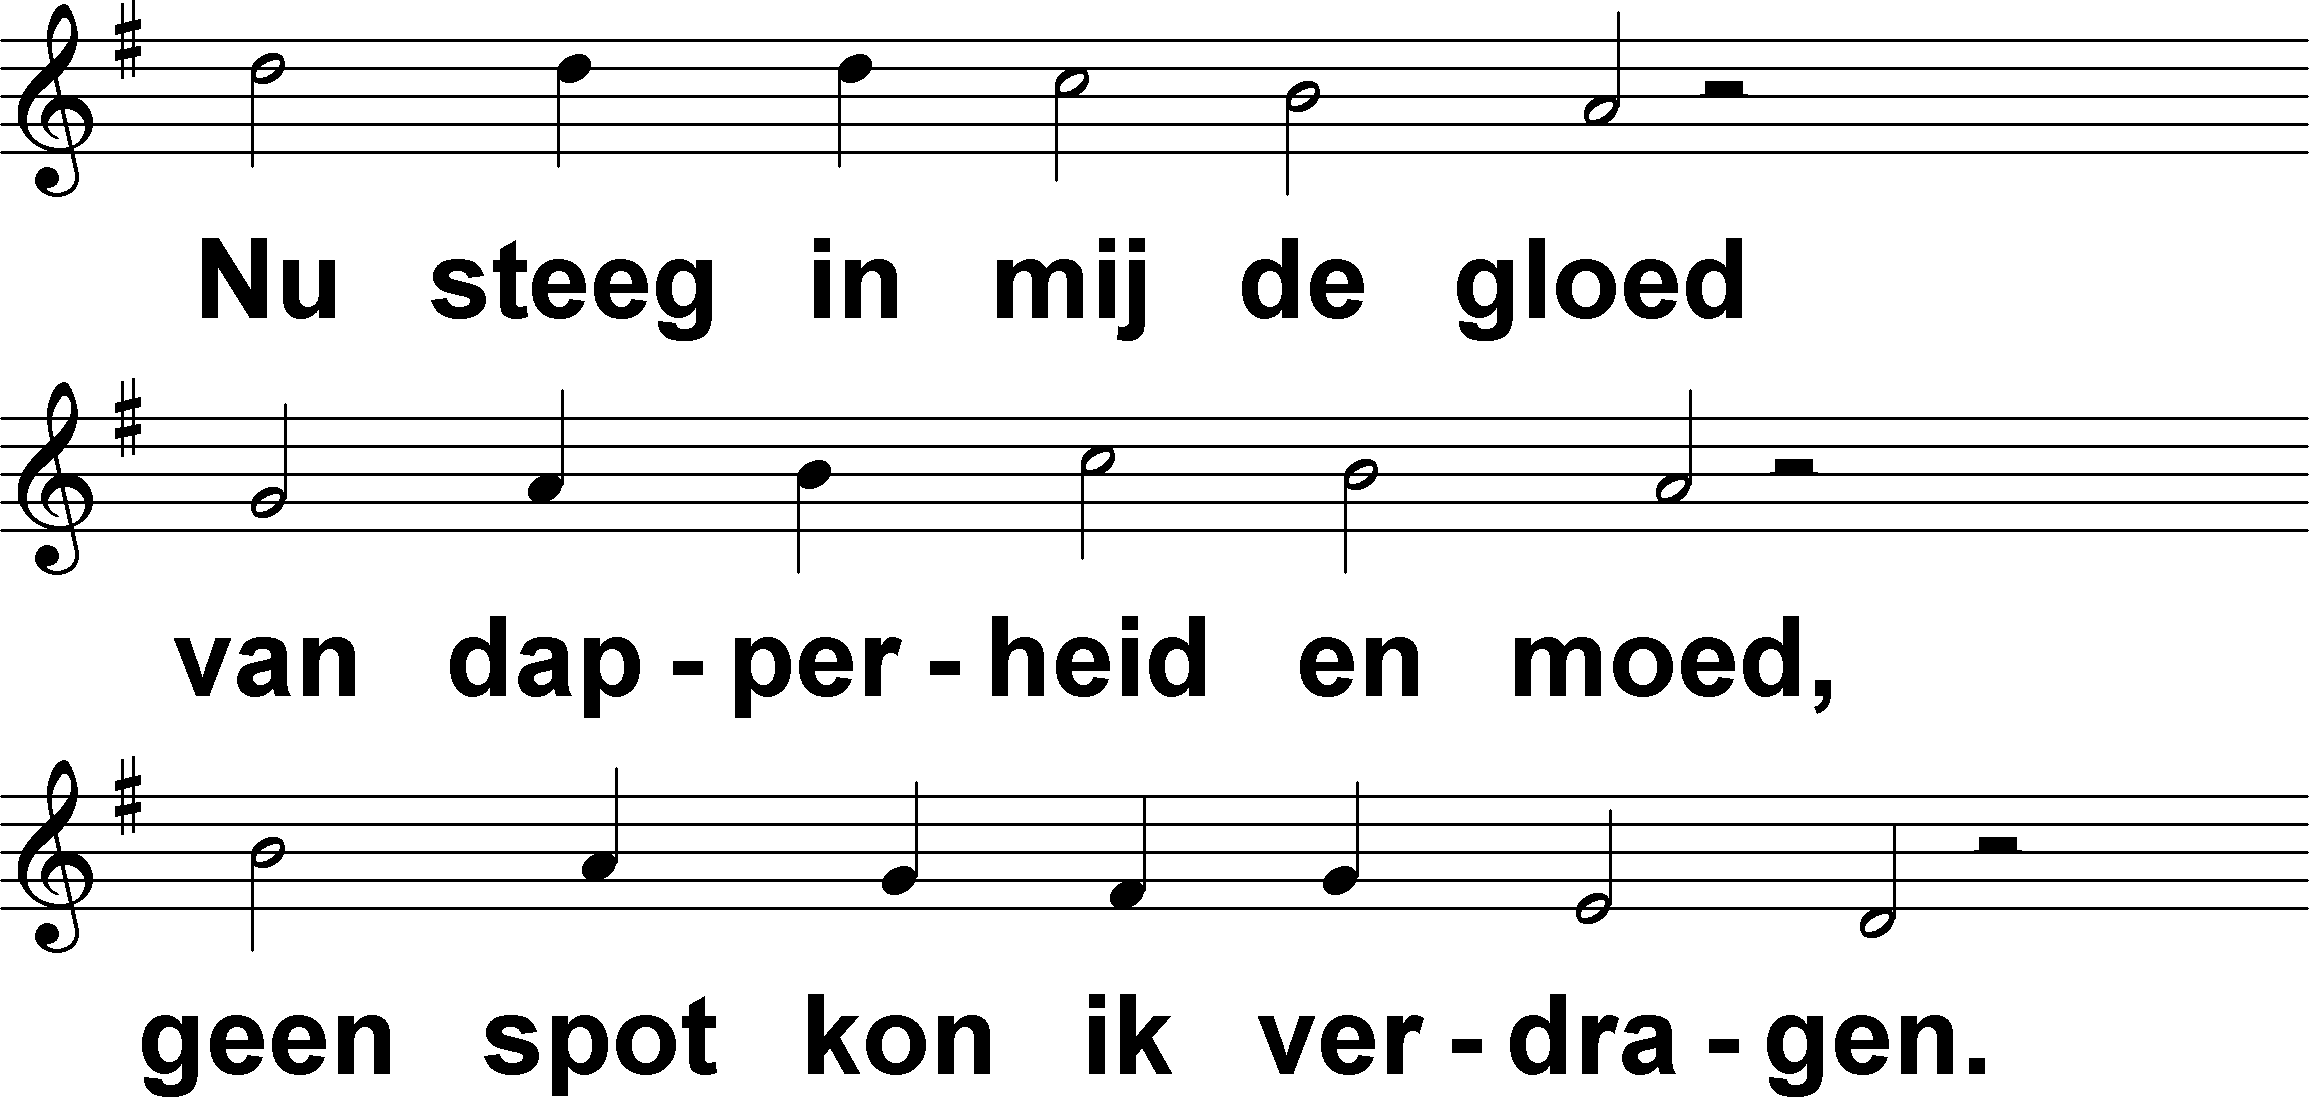 Nu steeg in mij de gloed
van dap - per - heid en moed,
geen spot kon ik ver - dra - gen.